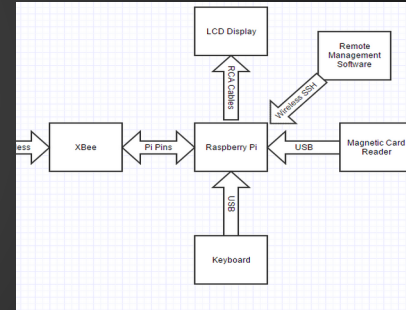 LCD Display
Remote
Management
Software
RCA Cables
Wireless SSH
XBee
Pi Pins
Raspberry Pi
USB
Magnetic Card
Reader
USB
Keyboard